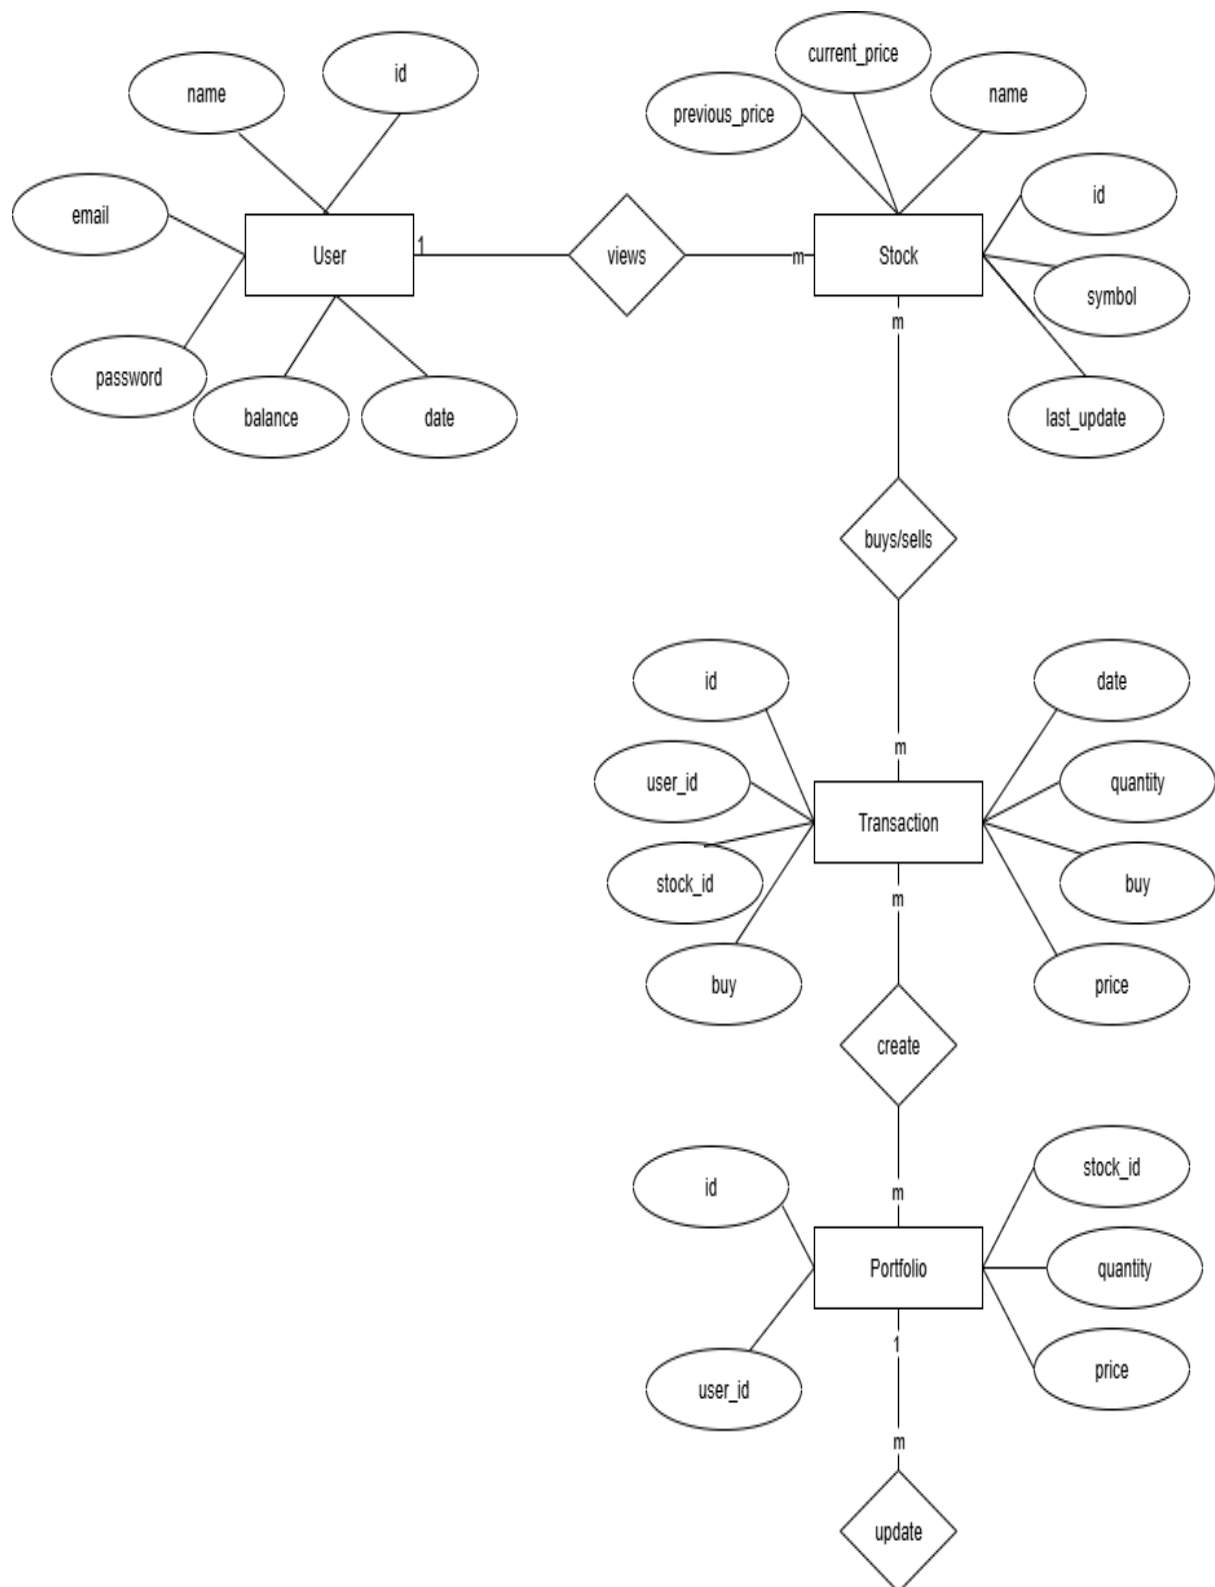 current_price
id
name
name
previous_price
id
email
User
1
views
m
Stock
symbol
m
password
balance
date
last_update
buys/sells
id
date
m
user_id
quantity
Transaction
stock_id
buy
m
buy
price
create
stock_id
id
m
Portfolio
quantity
1
price
user_id
m
update